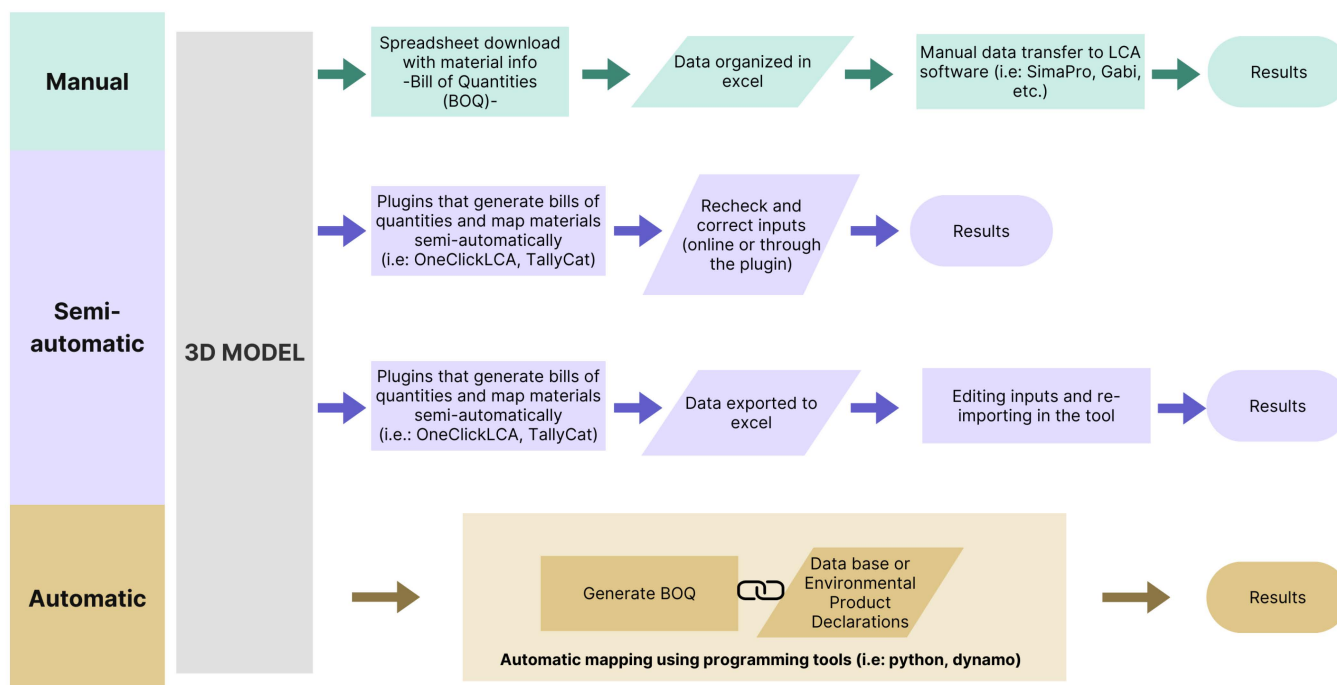 Manual
Spreadsheet download
with material info
-Bill of Quantities
(BOQ)-
Data organized in
excel
Manual data transfer to LCA
software (i.e: SimaPro, Gabi,
etc.)
Results
3D MODEL
Semi-
automatic
Plugins that generate bills of
quantities and map materials
semi-automatically
(i.e: OneClickLCA, TallyCat)
Recheck and
correct inputs
(online or through
the plugin)
Results
Plugins that generate bills of
quantities and map materials
semi-automatically
(i.e.: OneClickLCA, TallyCat)
Data exported to
excel
Editing inputs and re-
importing in the tool
Results
Automatic
Generate BOQ
Data base or
Environmental
Product
Declarations
Automatic mapping using programming tools (i.e: python, dynamo)
Results